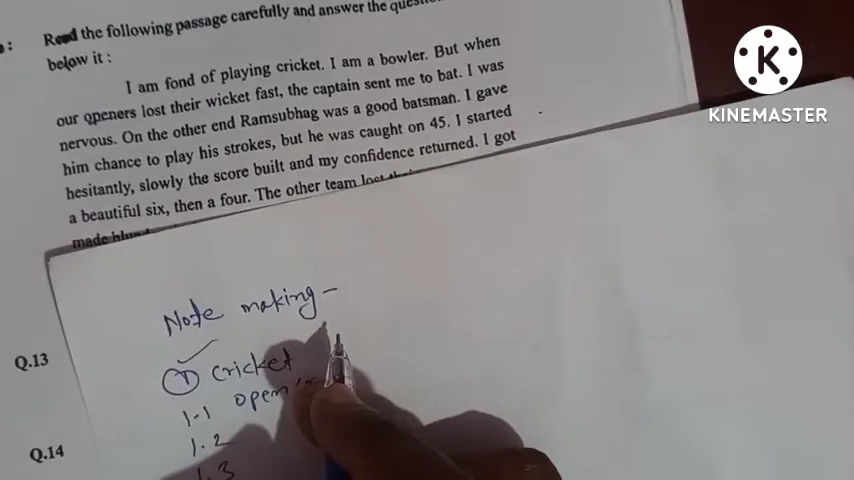 Read the following passage carefully and answer the
below it :
I am fond of playing cricket. I am a bowler. But when
our openers lost their wicket fast, the captain sent me to bat. I was
nervous. On the other end Ramsubhag was a good batsman. I gave
him chance to play his strokes, but he was caught on 45. I started
hesitantly, slowly the score built and my confidence returned. I got
a beautiful six, then a four. The other team lost
made
Note making -
① cricket
1.1
1.2
1.3
Q.13
Q.14
K
KINEMASTER